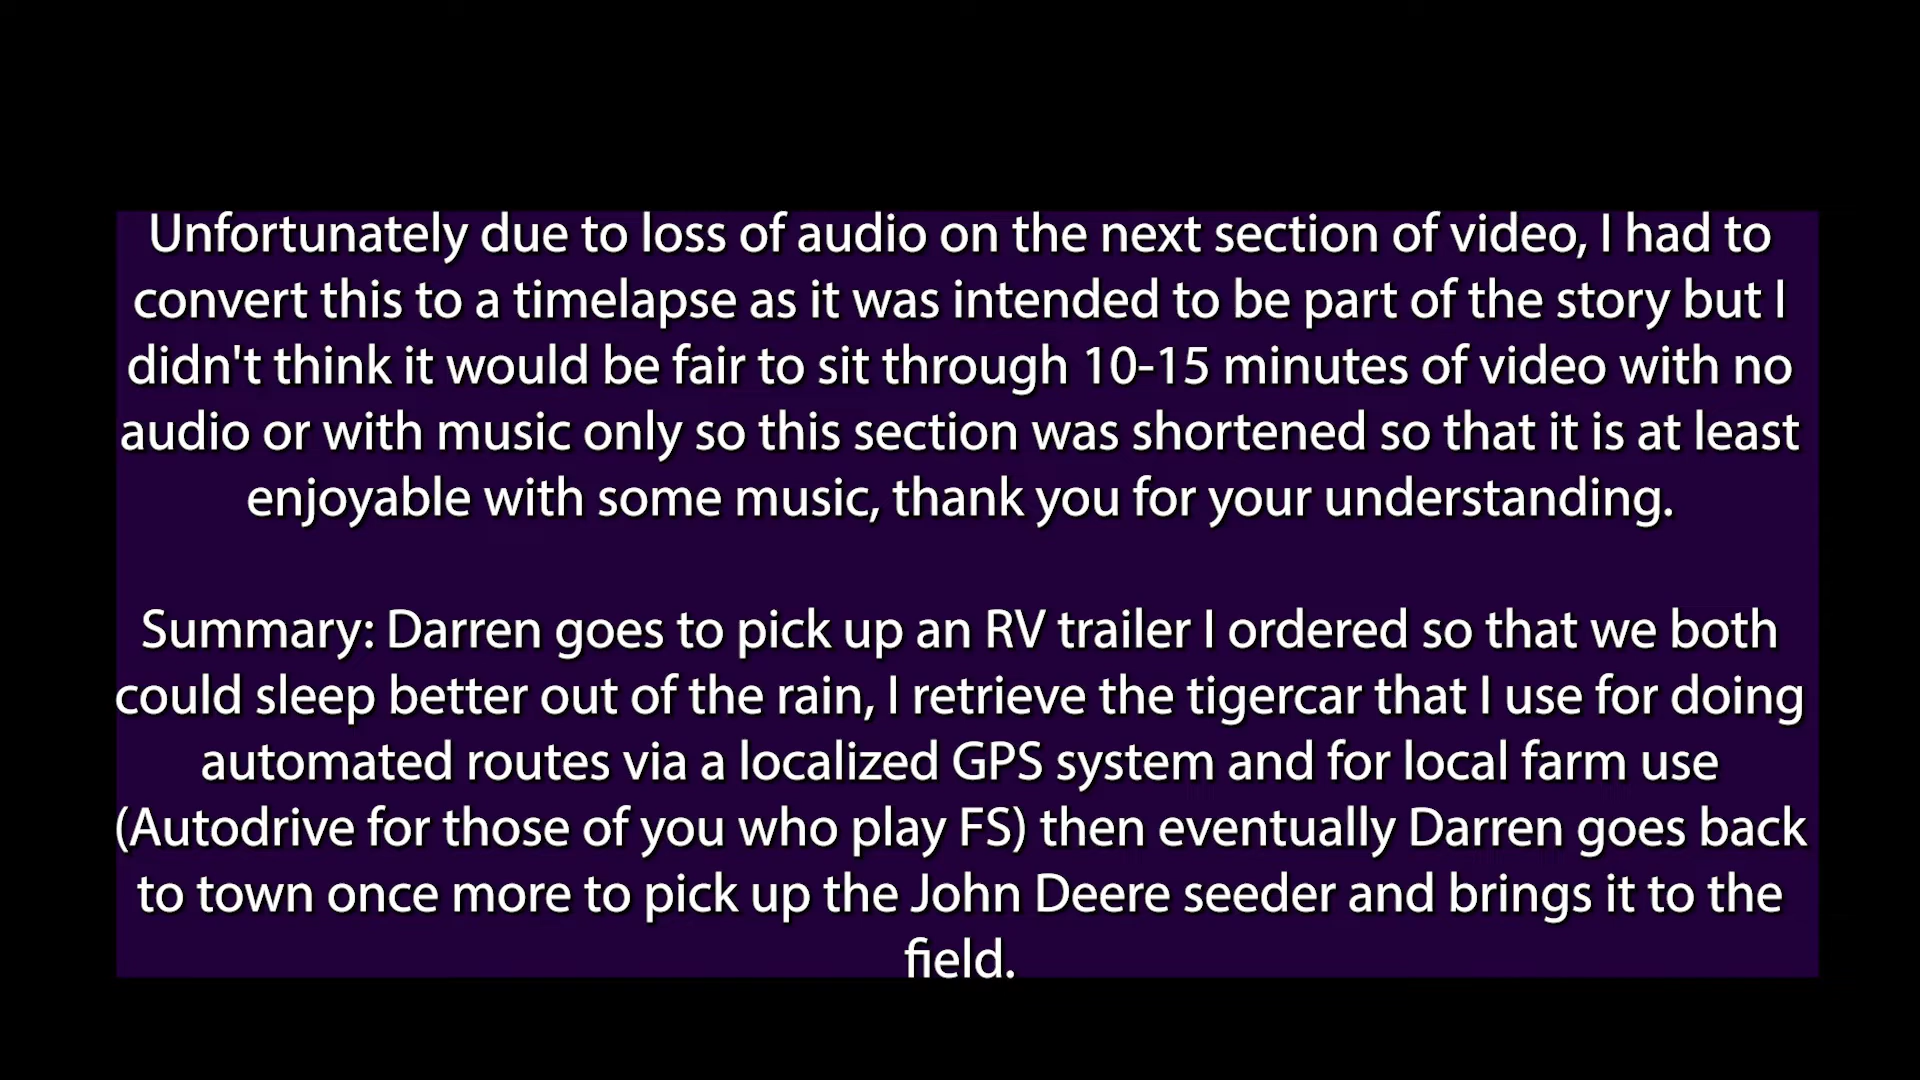 Unfortunately due to loss of audio on the next section of video, I had to
convert this to a timelapse as it was intended to be part of the story but I
didn't think it would be fair to sit through 10-15 minutes of video with no
audio or with music only so this section was shortened so that it is at least
enjoyable with some music, thank you for your understanding.
Summary: Darren goes to pick up an RV trailer I ordered so that we both
could sleep better out of the rain, I retrieve the tigercar that I use for doing
automated routes via a localized GPS system and for local farm use
(Autodrive for those of you who play FS) then eventually Darren goes back
to town once more to pick up the John Deere seeder and brings it to the
field.